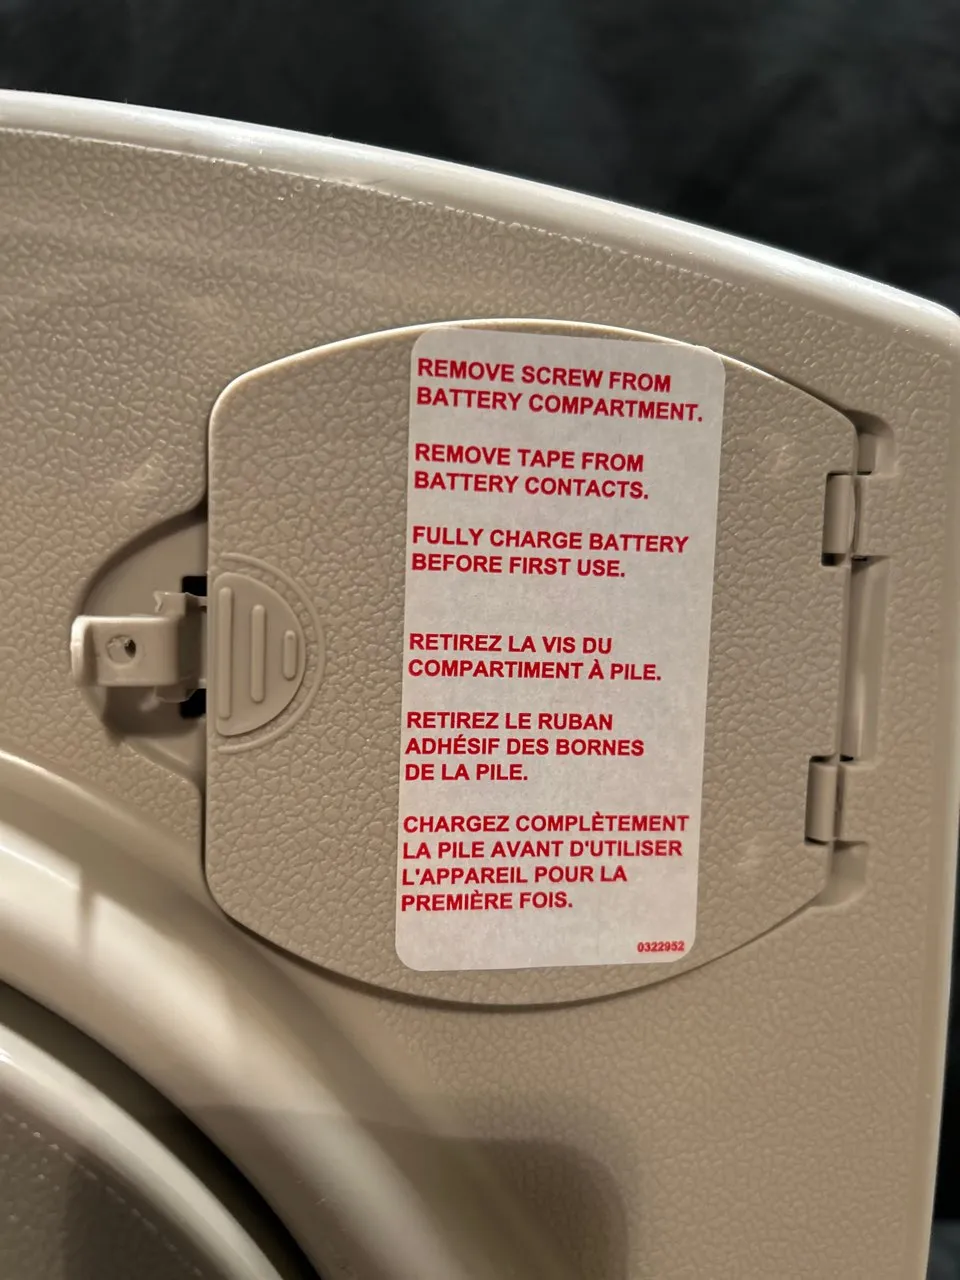 REMOVE SCREW FROM
BATTERY COMPARTMENT.
REMOVE TAPE FROM
BATTERY CONTACTS.
FULLY CHARGE BATTERY
BEFORE FIRST USE.
RETIREZ LA VIS DU
COMPARTIMENT À PILE.
RETIREZ LE RUBAN
ADHÉSIF DES BORNES
DE LA PILE.
CHARGEZ COMPLÈTEMENT
LA PILE AVANT D'UTILISER
L'APPAREIL POUR LA
PREMIÈRE FOIS.
0322952